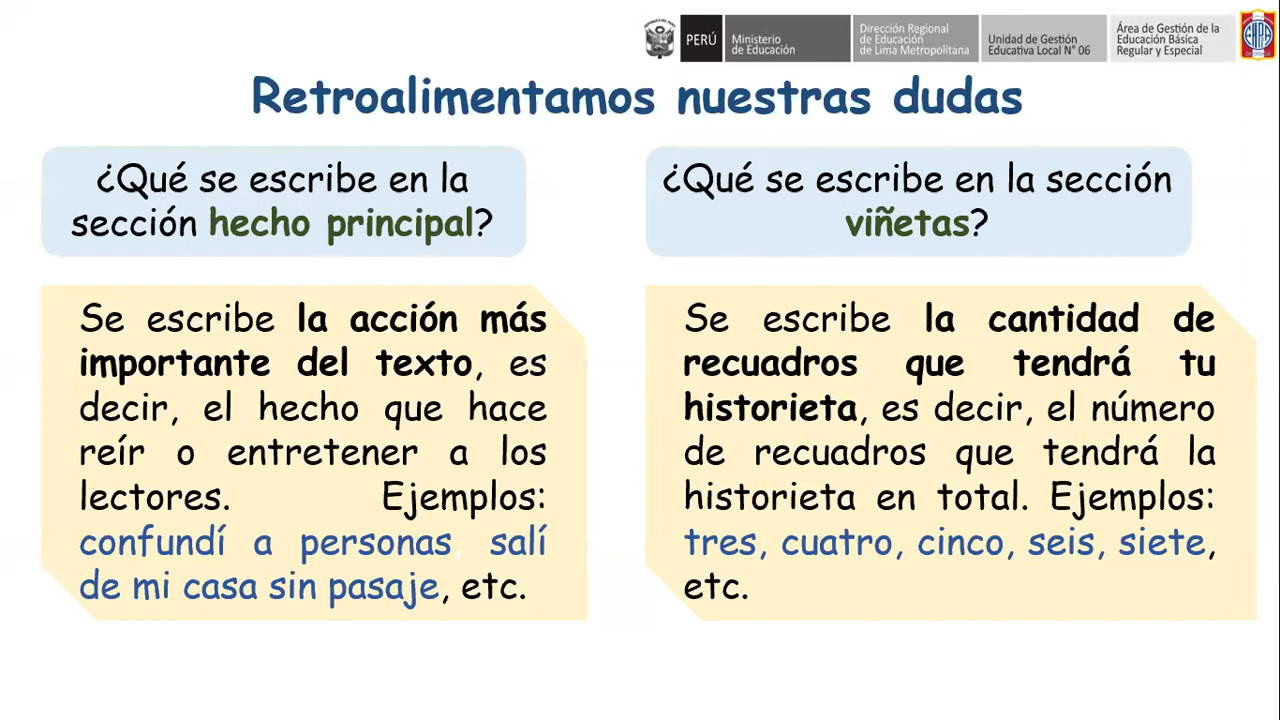 PERÚ
Ministerio
de Educación
Dirección Regional
de Educación
de Lima Metropolitana
Unidad de Gestión
Educativa Local N° 06
Área de Gestión de la
Educación Básica
Regular y Especial
Retroalimentamos nuestras dudas
¿Qué se escribe en la
sección hecho principal?
Se escribe la acción más
importante del texto, es
decir, el hecho que hace
reír o entretener a los
lectores. Ejemplos:
confundí a personas, salí
de mi casa sin pasaje, etc.
¿Qué se escribe en la sección
viñetas?
Se escribe la cantidad de
recuadros que tendrá tu
historieta, es decir, el número
de recuadros que tendrá la
historieta en total. Ejemplos:
tres, cuatro, cinco, seis, siete,
etc.